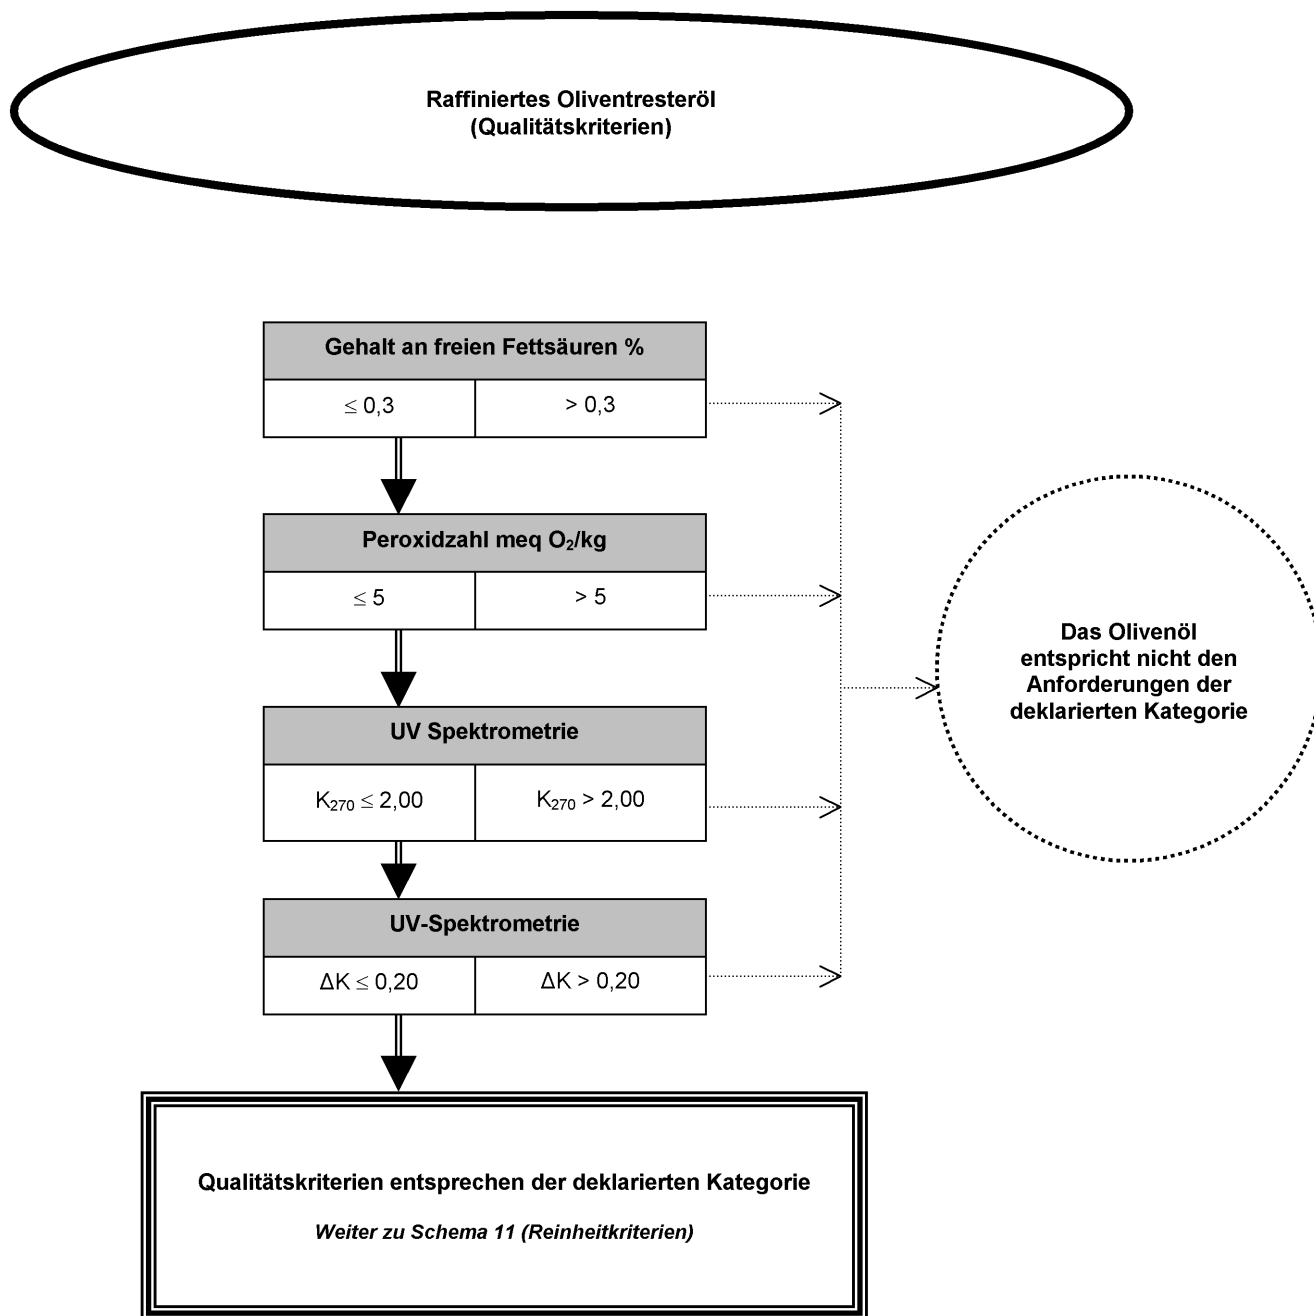 Raffiniertes Oliventresteröl
(Qualitätskriterien)
Gehalt an freien Fettsäuren %
≤ 0,3 > 0,3
Peroxidzahl meq O₂/kg
≤ 5 > 5
UV Spektrometrie
K₂₇₀ ≤ 2,00 K₂₇₀ > 2,00
UV-Spektrometrie
ΔK ≤ 0,20 ΔK > 0,20
Das Olivenöl
entspricht nicht den
Anforderungen der
deklarierten Kategorie
Qualitätskriterien entsprechen der deklarierten Kategorie
Weiter zu Schema 11 (Reinheitkriterien)